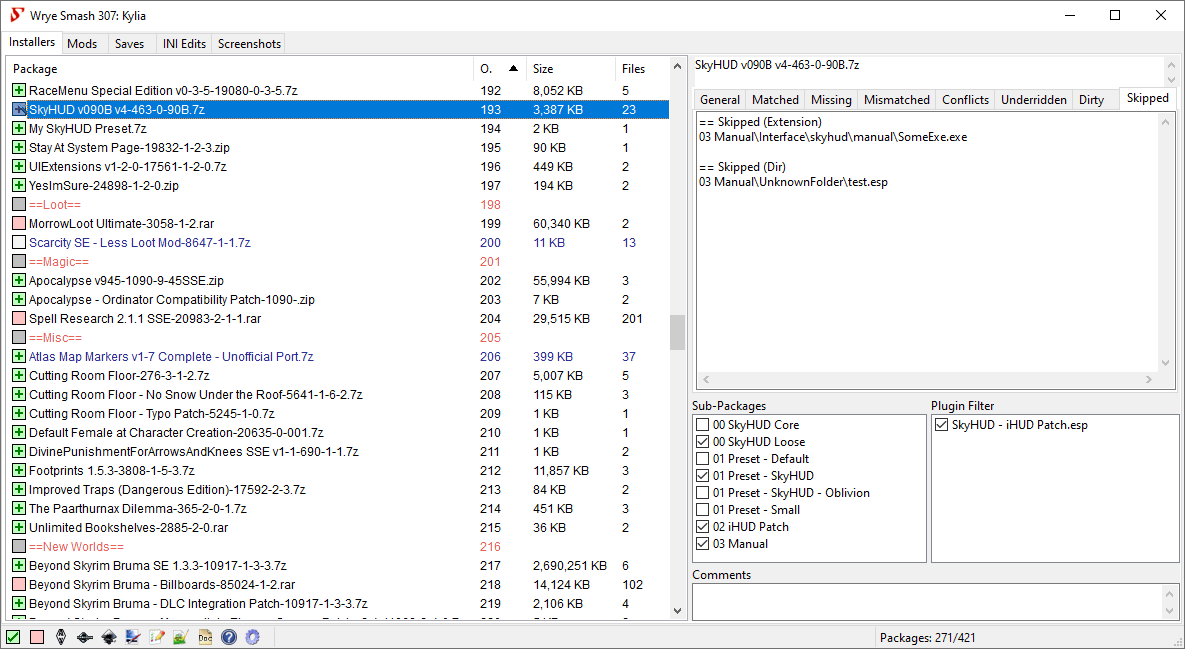 Wrye Smash 307: Kylia
Installers Mods Saves INI Edits Screenshots
Package O. Size Files
RaceMenu Special Edition v0-3-5-19080-0-3-5.7z 192 8,052 KB 5
SkyHUD v090B v4-463-0-90B.7z 193 3,387 KB 23
My SkyHUD Preset.7z 194 2 KB 1
Stay At System Page-19832-1-2-3.zip 195 90 KB 1
UIExtensions v1-2-0-17561-1-2-0.7z 196 449 KB 2
YesImSure-24898-1-2-0.zip 197 194 KB 2
==Loot== 198
MorrowLoot Ultimate-3058-1-2.rar 199 60,340 KB 2
Scarcity SE - Less Loot Mod-8647-1-1.7z 200 11 KB 13
==Magic== 201
Apocalypse v945-1090-9-45SSE.zip 202 55,994 KB 3
Apocalypse - Ordinator Compatibility Patch-1090-.zip 203 7 KB 2
Spell Research 2.1.1 SSE-20983-2-1-1.rar 204 29,515 KB 201
==Misc== 205
Atlas Map Markers v1-7 Complete - Unofficial Port.7z 206 399 KB 37
Cutting Room Floor-276-3-1-2.7z 207 5,007 KB 5
Cutting Room Floor - No Snow Under the Roof-5641-1-6-2.7z 208 115 KB 3
Cutting Room Floor - Typo Patch-5245-1-0.7z 209 1 KB 1
Default Female at Character Creation-20635-0-001.7z 210 1 KB 1
DivinePunishmentForArrowsAndKnees SSE v1-1-690-1-1.7z 211 1 KB 2
Footprints 1.5.3-3808-1-5-3.7z 212 11,857 KB 3
Improved Traps (Dangerous Edition)-17592-2-3.7z 213 84 KB 2
The Paarthurnax Dilemma-365-2-0-1.7z 214 451 KB 3
Unlimited Bookshelves-2885-2-0.rar 215 36 KB 2
==New Worlds== 216
Beyond Skyrim Bruma SE 1.3.3-10917-1-3-3.7z 217 2,690,251 KB 6
Beyond Skyrim Bruma - Billboards-85024-1-2.rar 218 14,124 KB 102
Beyond Skyrim Bruma - DLC Integration Patch-10917-1-3-3.7z 219 2,106 KB 4
SkyHUD v090B v4-463-0-90B.7z
General Matched Missing Mismatched Conflicts Underridden Dirty Skipped
== Skipped (Extension)
03 Manual\Interface\skyhud\manual\SomeExe.exe
== Skipped (Dir)
03 Manual\UnknownFolder\test.esp
Sub-Packages
00 SkyHUD Core
00 SkyHUD Loose
01 Preset - Default
01 Preset - SkyHUD
01 Preset - SkyHUD - Oblivion
01 Preset - Small
02 iHUD Patch
03 Manual
Plugin Filter
SkyHUD - iHUD Patch.esp
Comments
Doc
Packages: 271/421